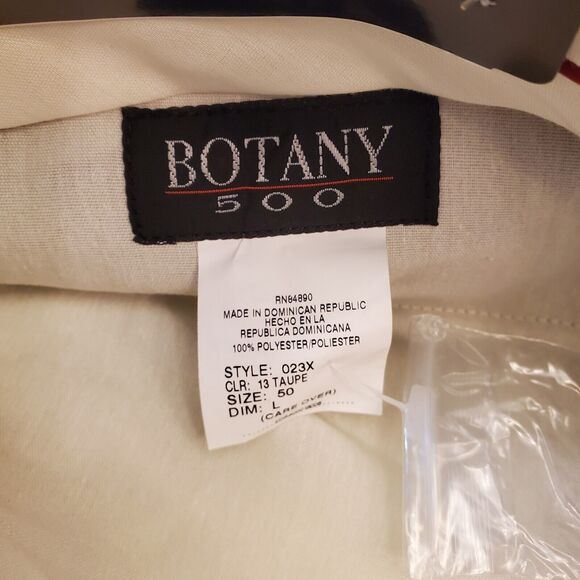 BOTANY
500
RN84890
MADE IN DOMINICAN REPUBLIC
HECHO EN LA
REPUBLICA DOMINICANA
100% POLYESTER/POLIESTER
STYLE: 023X
CLR: 13 TAUPE
SIZE: 50
DIM: L
(CARE OVER)